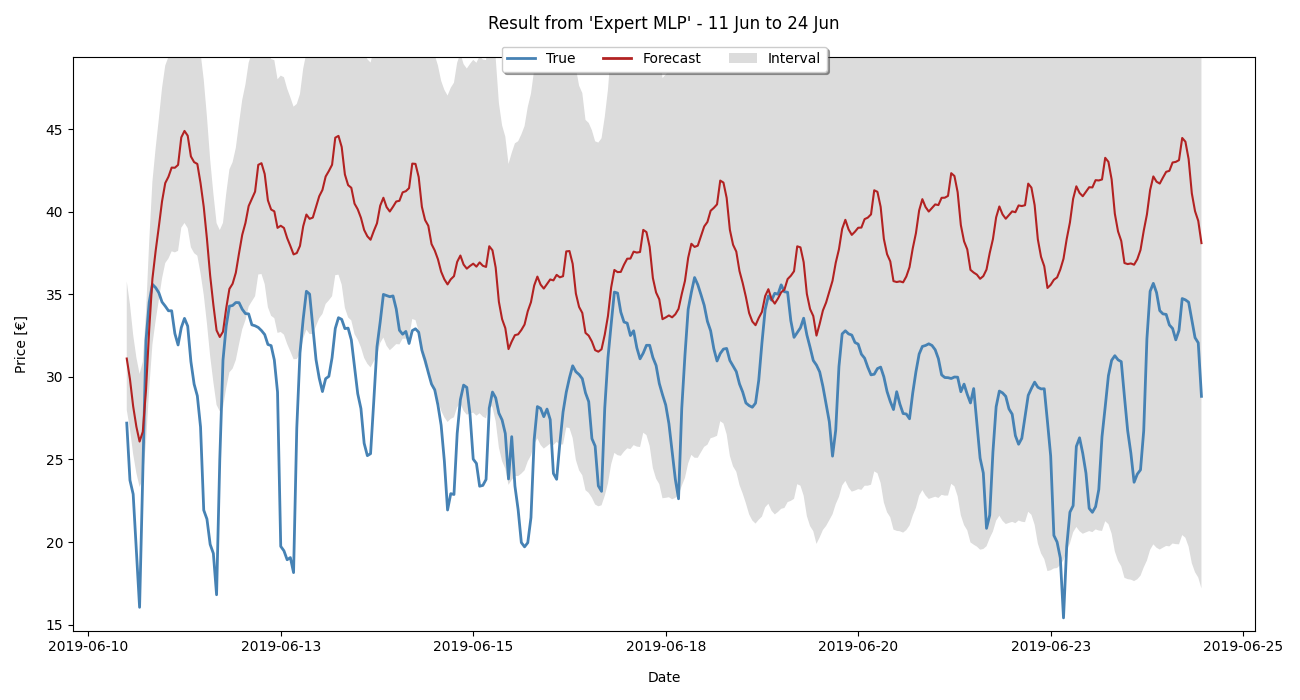 Result from 'Expert MLP' - 11 Jun to 24 Jun
True Forecast Interval
45
40
35
30
25
20
15
Price [€]
2019-06-10 2019-06-13 2019-06-15 2019-06-18 2019-06-20 2019-06-23 2019-06-25
Date